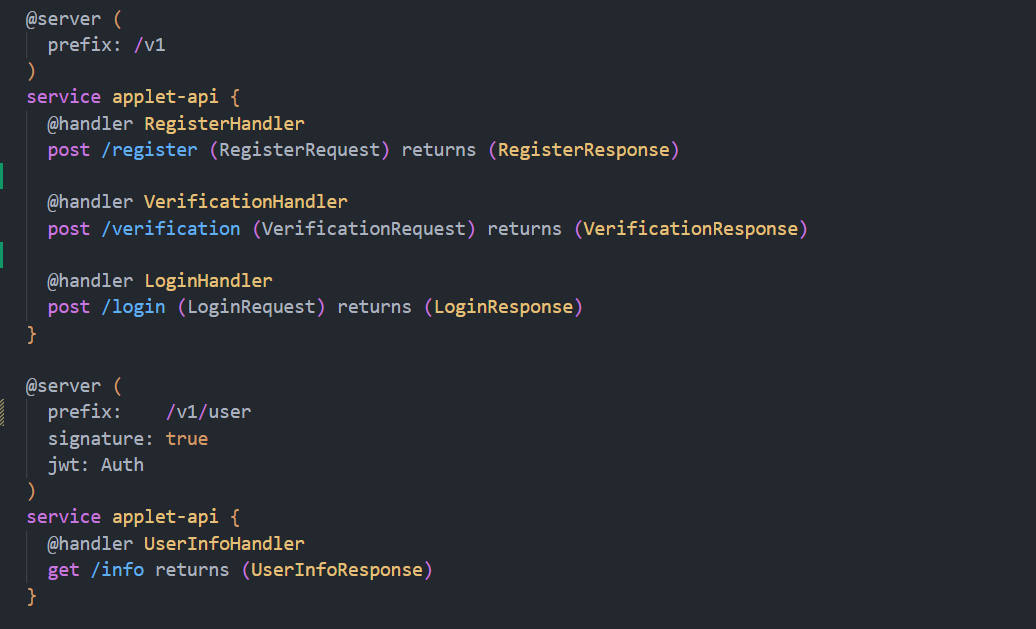 @server (
  prefix: /v1
)
service applet-api {
  @handler RegisterHandler
  post /register (RegisterRequest) returns (RegisterResponse)

  @handler VerificationHandler
  post /verification (VerificationRequest) returns (VerificationResponse)

  @handler LoginHandler
  post /login (LoginRequest) returns (LoginResponse)
}

@server (
  prefix:    /v1/user
  signature: true
  jwt: Auth
)
service applet-api {
  @handler UserInfoHandler
  get /info returns (UserInfoResponse)
}